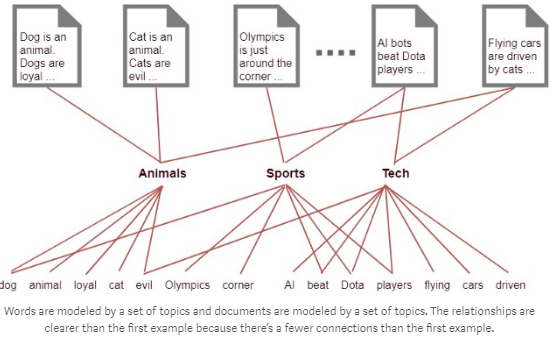 Dog is an
animal.
Dogs are
loyal ...
Cat is an
animal.
Cats are
evil ...
Olympics
is just
around the
corner ...
AI bots
beat Dota
players ...
Flying cars
are driven
by cats ...
Animals Sports Tech
dog animal loyal cat evil Olympics corner AI beat Dota players flying cars driven
Words are modeled by a set of topics and documents are modeled by a set of topics. The relationships are
clearer than the first example because there's a fewer connections than the first example.